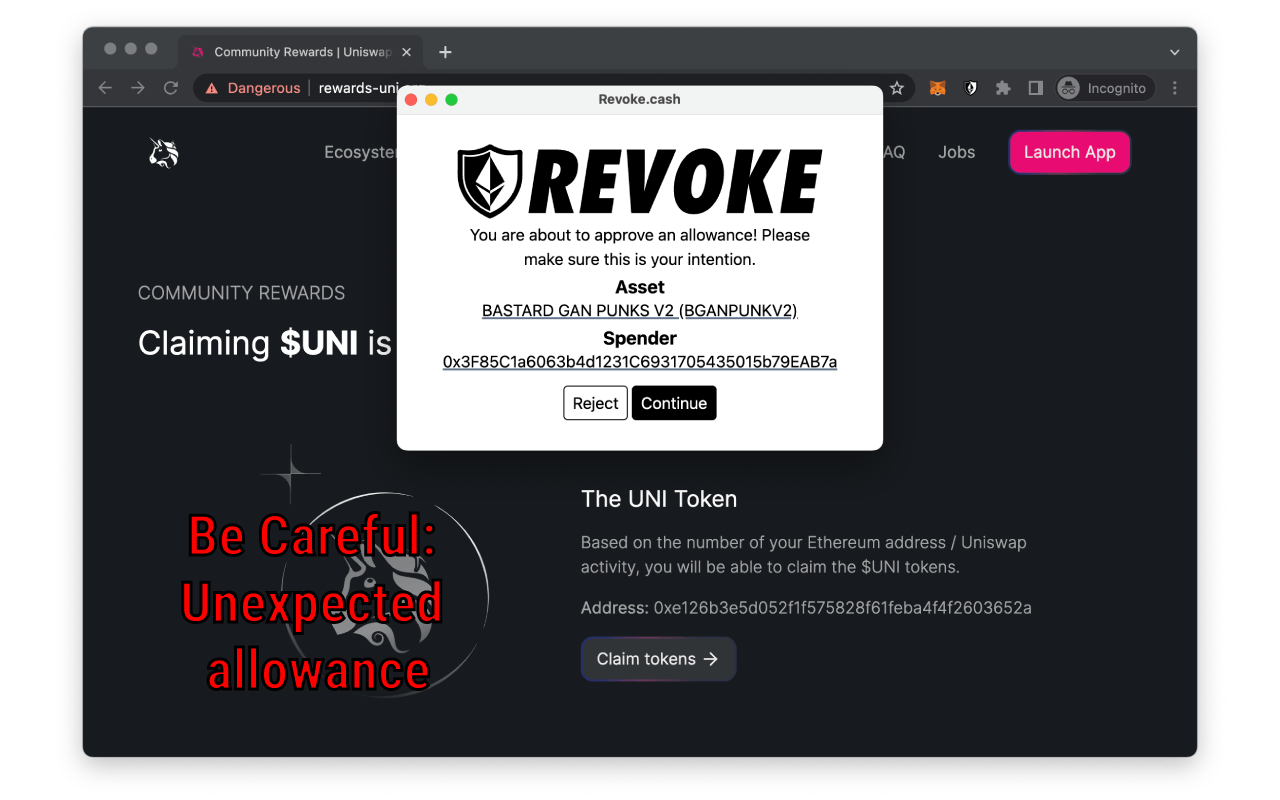 Community Rewards | Uniswap
Dangerous
rewards-uni.
Incognito
Revoke.cash
REVOKE
You are about to approve an allowance! Please
make sure this is your intention.
Asset
BASTARD GAN PUNKS V2 (BGANPUNKV2)
Spender
0x3F85C1a6063b4d1231C6931705435015b79EAB7a
Reject
Continue
Jobs
Launch App
COMMUNITY REWARDS
Claiming $UNI is
Be Careful:
Unexpected
allowance
The UNI Token
Based on the number of your Ethereum address / Uniswap
activity, you will be able to claim the $UNI tokens.
Address: 0xe126b3e5d052f1f575828f61feba4f4f2603652a
Claim tokens →